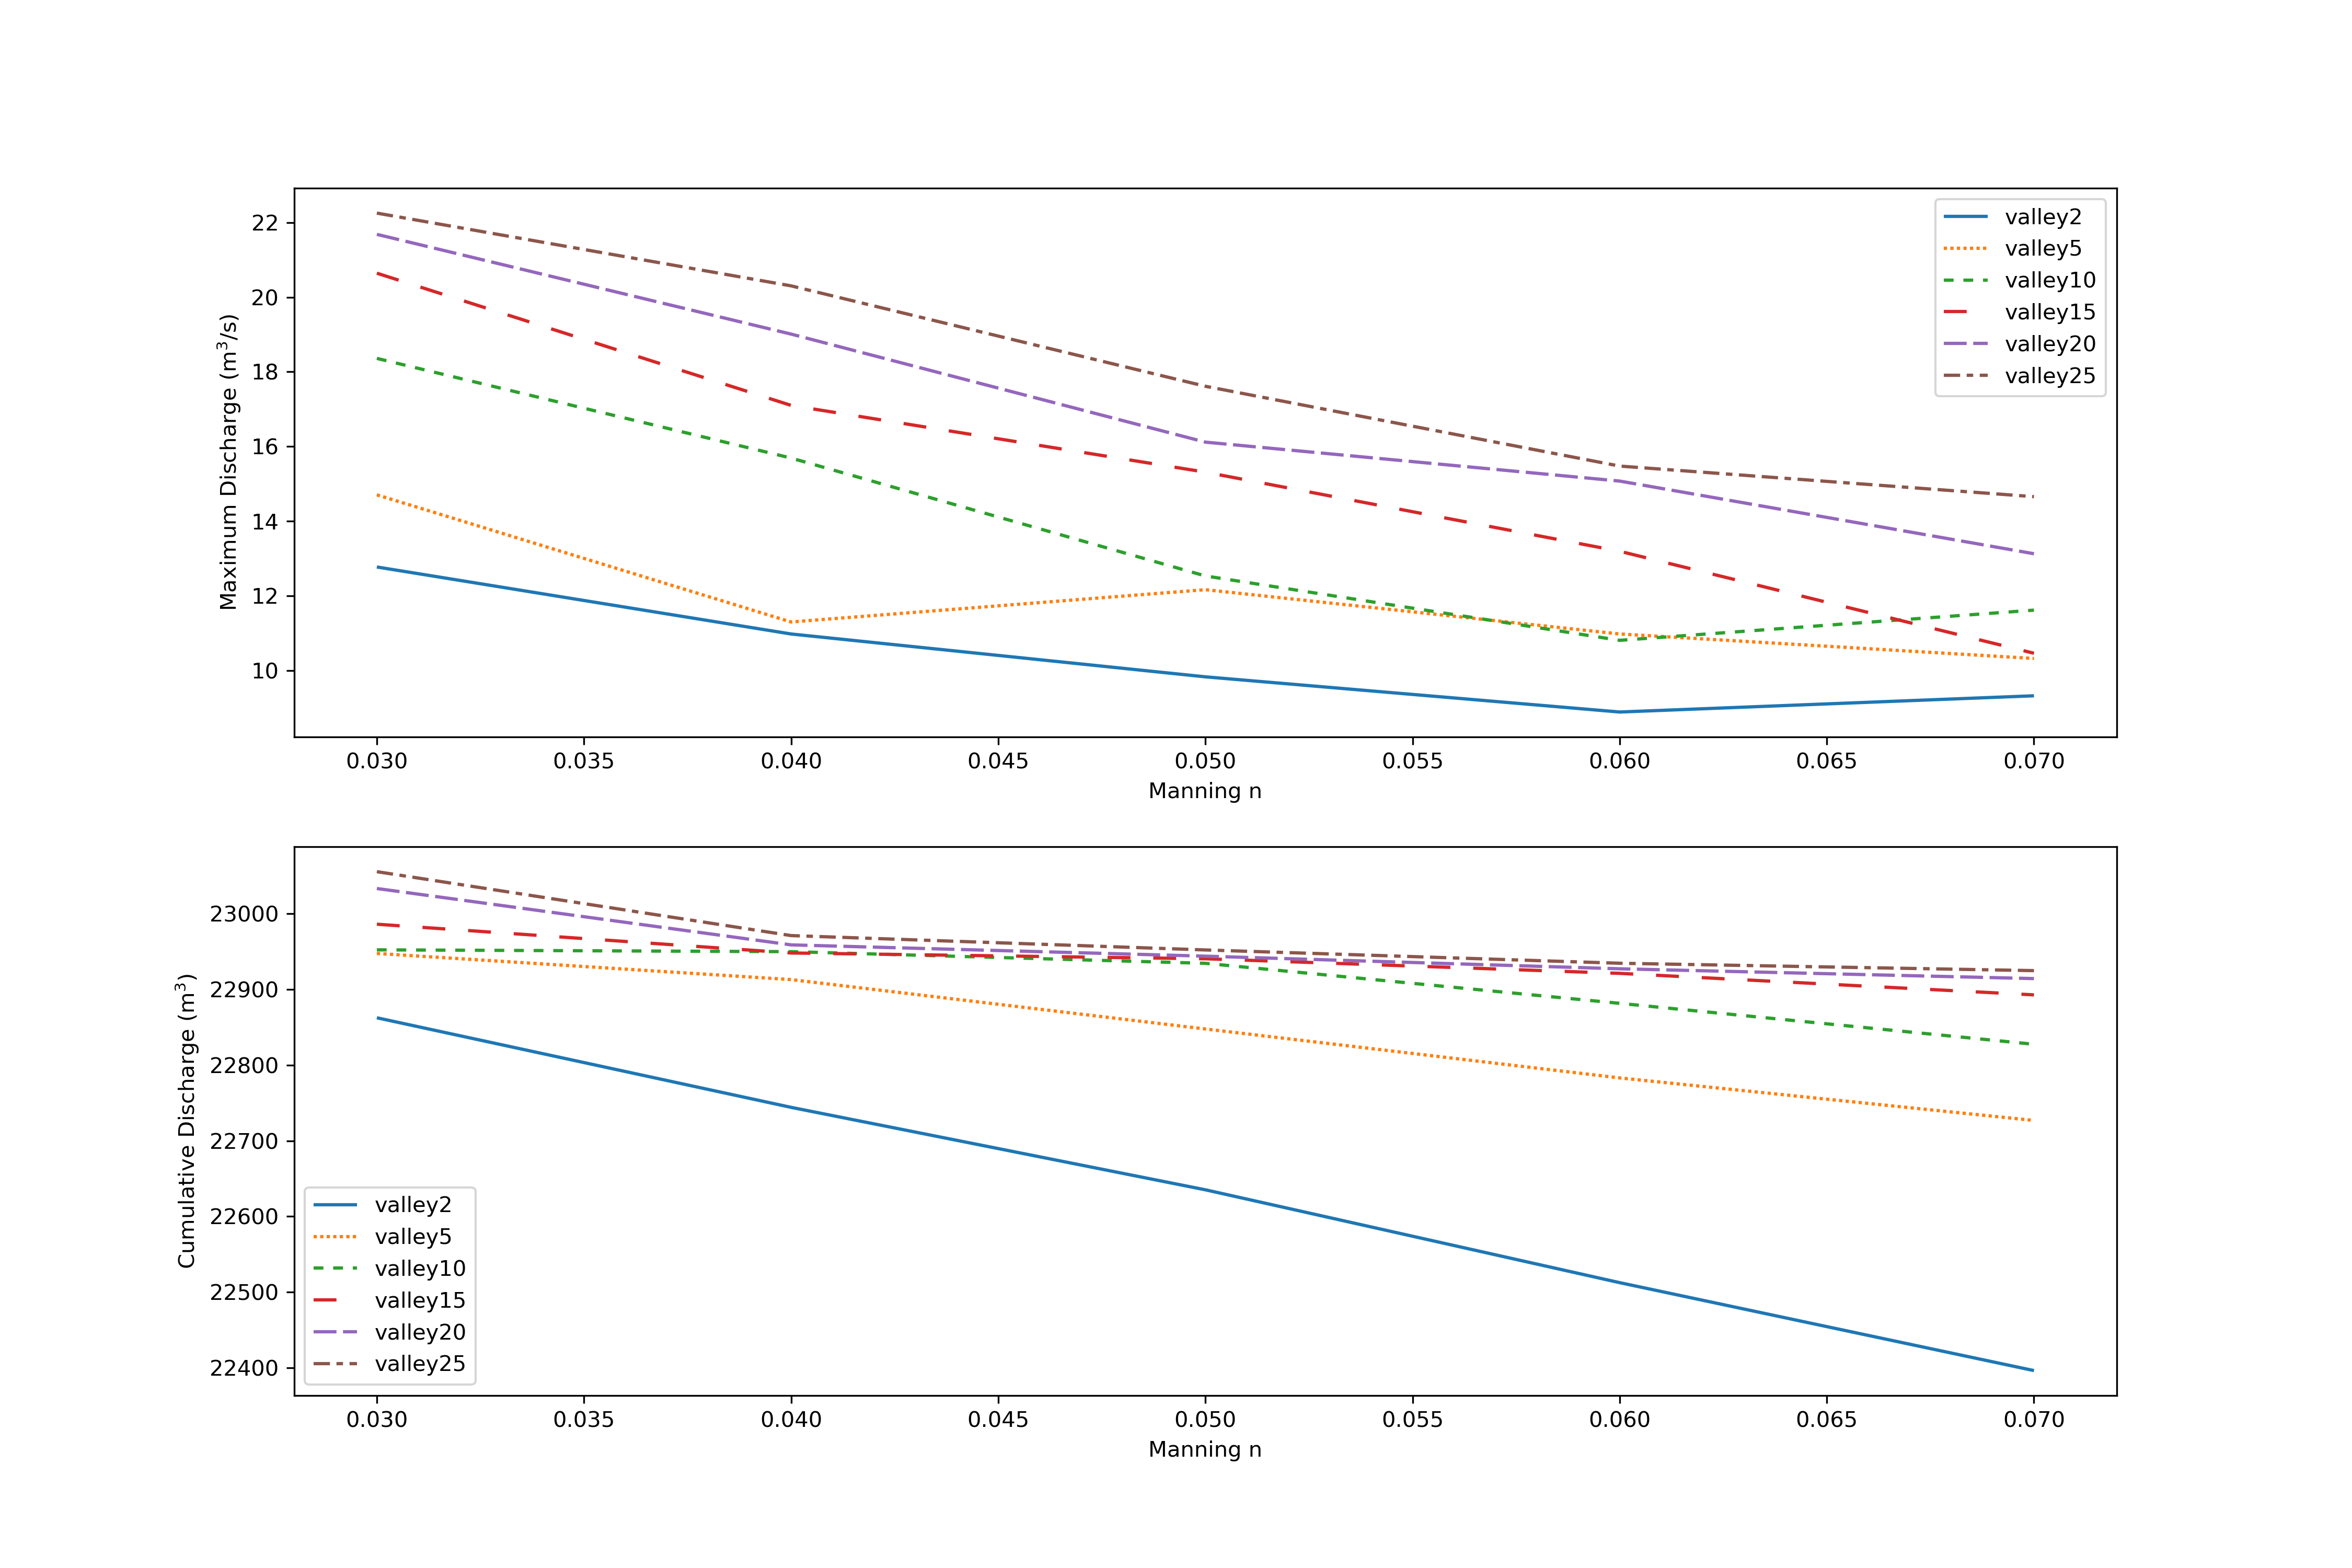 Maximum Discharge (m³/s)
22
20
18
16
14
12
10
valley2
valley5
valley10
valley15
valley20
valley25
0.030 0.035 0.040 0.045 0.050 0.055 0.060 0.065 0.070
Manning n
Cumulative Discharge (m³)
23000
22900
22800
22700
22600
22500
22400
valley2
valley5
valley10
valley15
valley20
valley25
0.030 0.035 0.040 0.045 0.050 0.055 0.060 0.065 0.070
Manning n